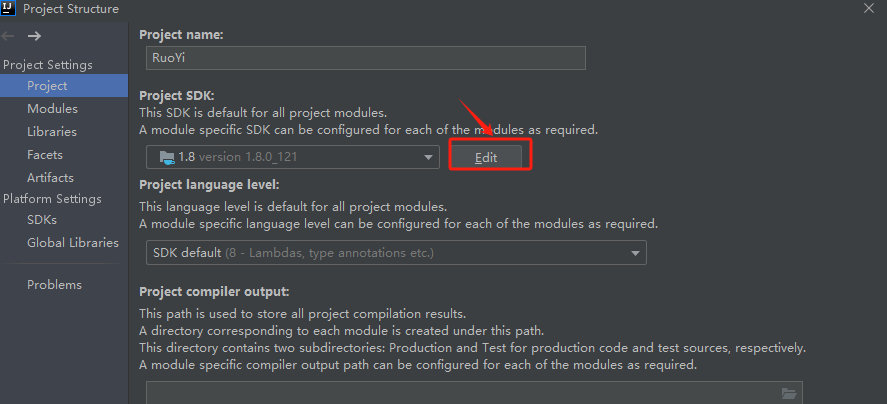 IJ Project Structure
Project name:
Project Settings
RuoYi
Project
Modules
Project SDK:
This SDK is default for all project modules.
Libraries
A module specific SDK can be configured for each of the modules as required.
Facets
1.8 version 1.8.0_121
Edit
Artifacts
Platform Settings
Project language level:
SDKs
This language level is default for all project modules.
A module specific language level can be configured for each of the modules as required.
Global Libraries
SDK default (8 - Lambdas, type annotations etc.)
Problems
Project compiler output:
This path is used to store all project compilation results.
A directory corresponding to each module is created under this path.
This directory contains two subdirectories: Production and Test for production code and test sources, respectively.
A module specific compiler output path can be configured for each of the modules as required.